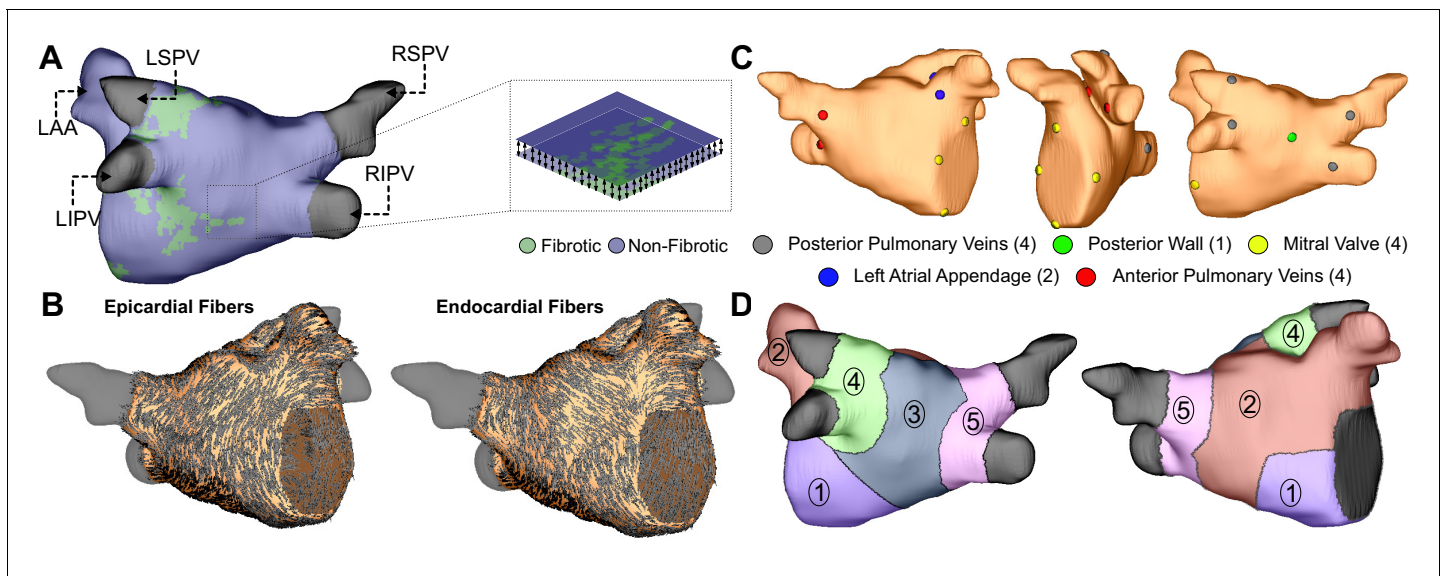 A
LSPV
RSPV
LAA
LIPV
RIPV
Fibrotic
Non-Fibrotic
C
Posterior Pulmonary Veins (4)
Posterior Wall (1)
Mitral Valve (4)
Left Atrial Appendage (2)
Anterior Pulmonary Veins (4)
B
Epicardial Fibers
Endocardial Fibers
D
2
4
3
5
1
4
5
2
1